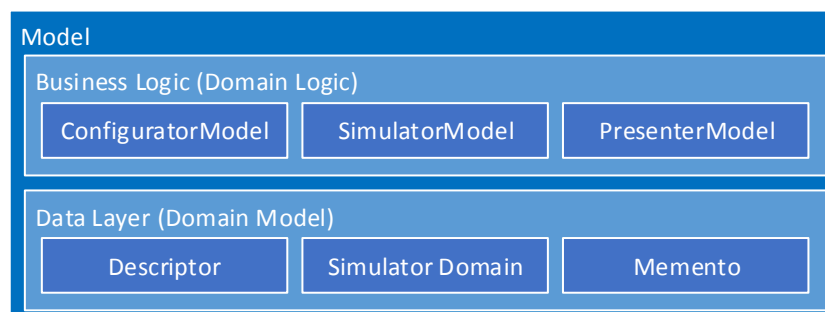 Model
Business Logic (Domain Logic)
ConfiguratorModel SimulatorModel PresenterModel
Data Layer (Domain Model)
Descriptor Simulator Domain Memento